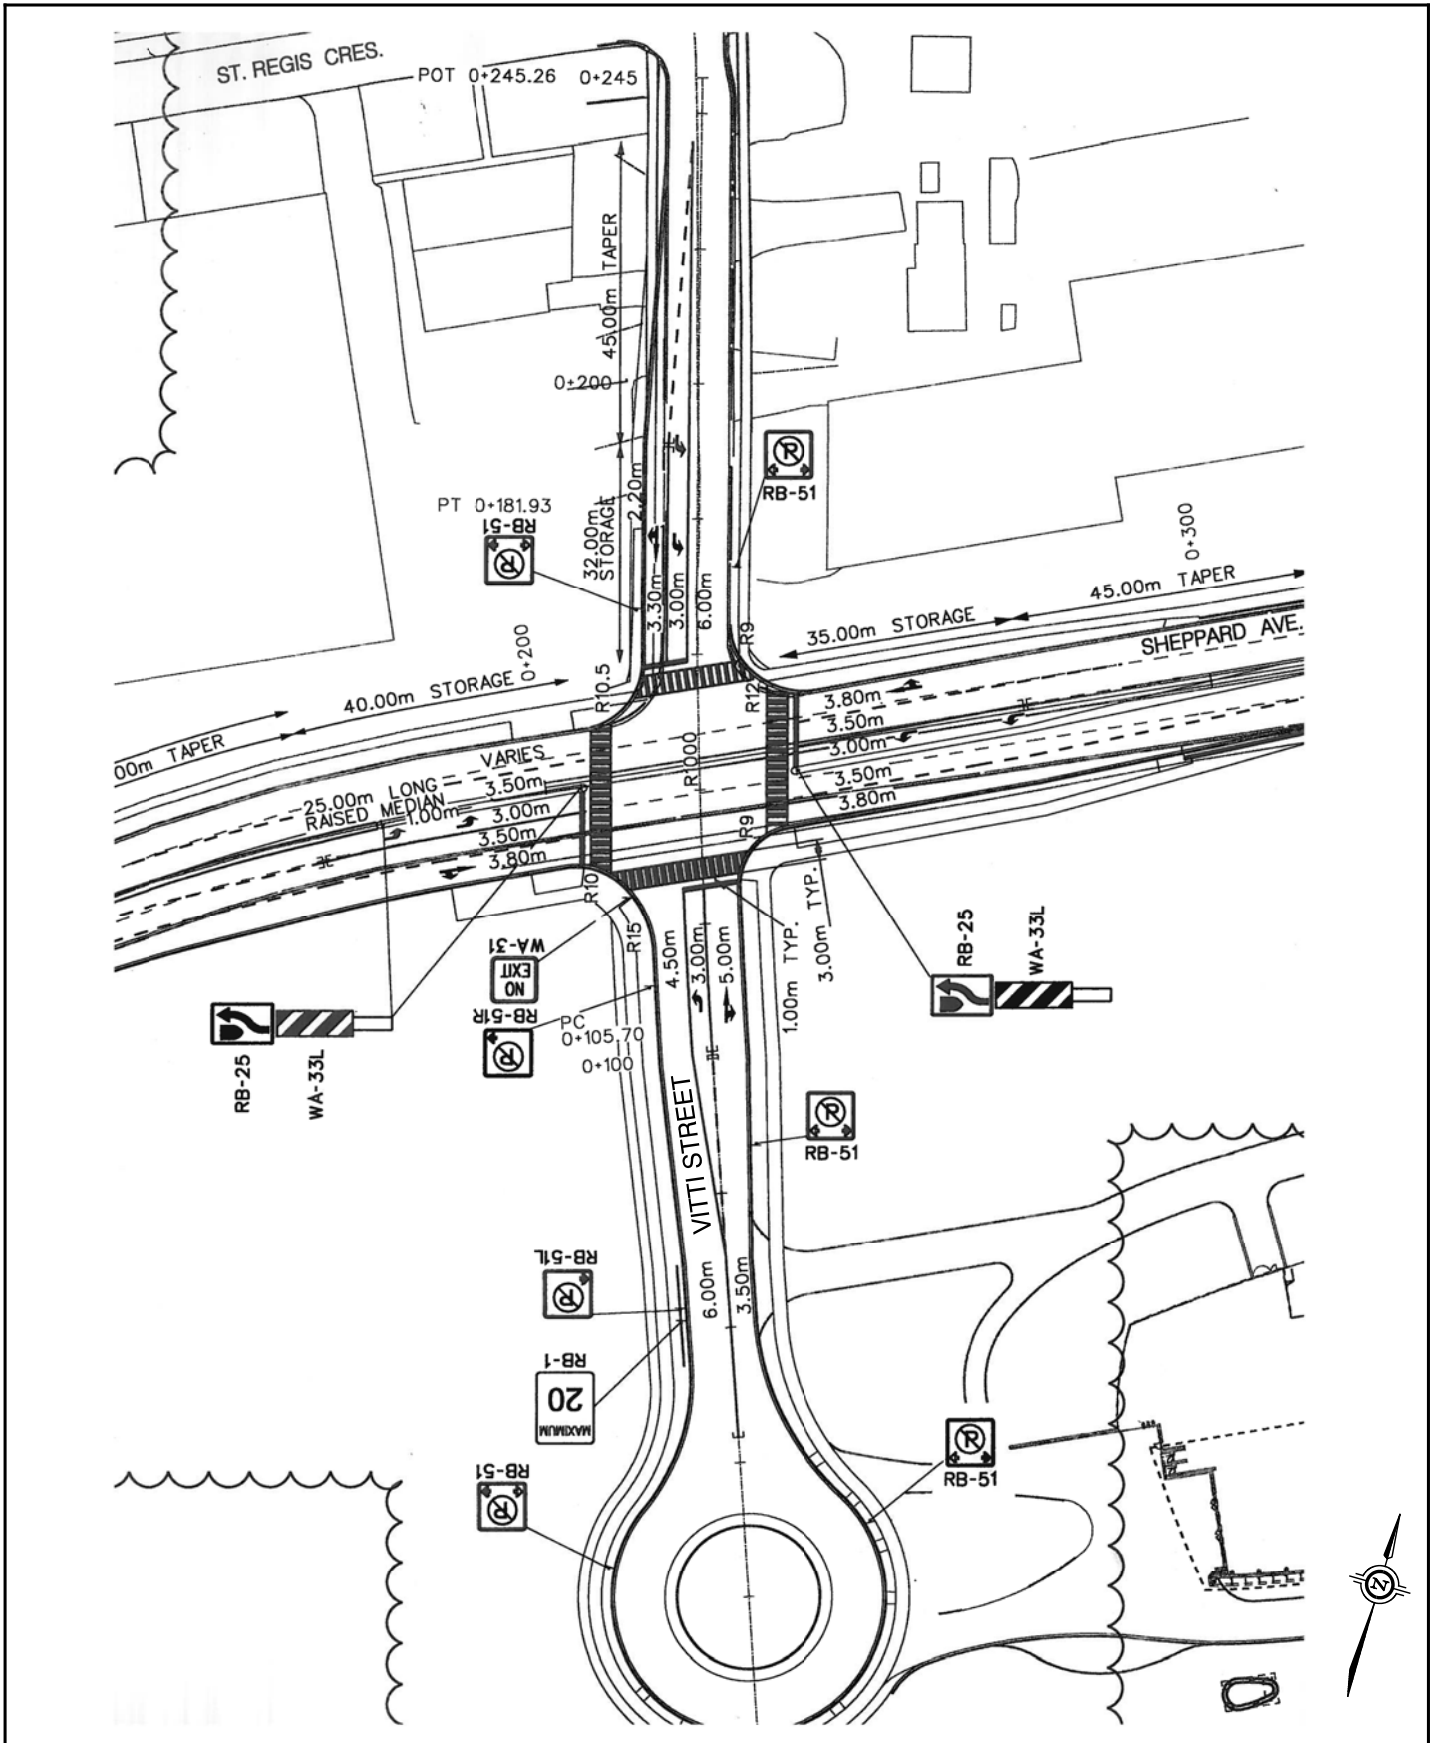 ST. REGIS CRES.
POT 0+245.26
0+245
45.00m TAPER
0+200
RB-51
PT 0+181.93
RB-51
2.20m
32.00m
STORAGE
3.30m
3.00m
6.00m
0+300
45.00m TAPER
35.00m STORAGE
SHEPPARD AVE.
R9
R12
R10.5
0+200
40.00m STORAGE
00m TAPER
VARIES
25.00m LONG
RAISED MEDIAN
3.50m
1.00m
3.00m
3.50m
3.80m
R1000
3.80m
3.50m
3.00m
3.50m
3.80m
R9
R10
R15
WA-31
NO
EXIT
RB-51R
PC
0+105.70
0+100
4.50m
3.00m
5.00m
1.00m TYP.
3.00m TYP.
RB-25
WA-33L
RB-25
WA-33L
RB-51
VITTI STREET
RB-51L
6.00m
3.50m
RB-1
MAXIMUM
20
RB-51
RB-51
N